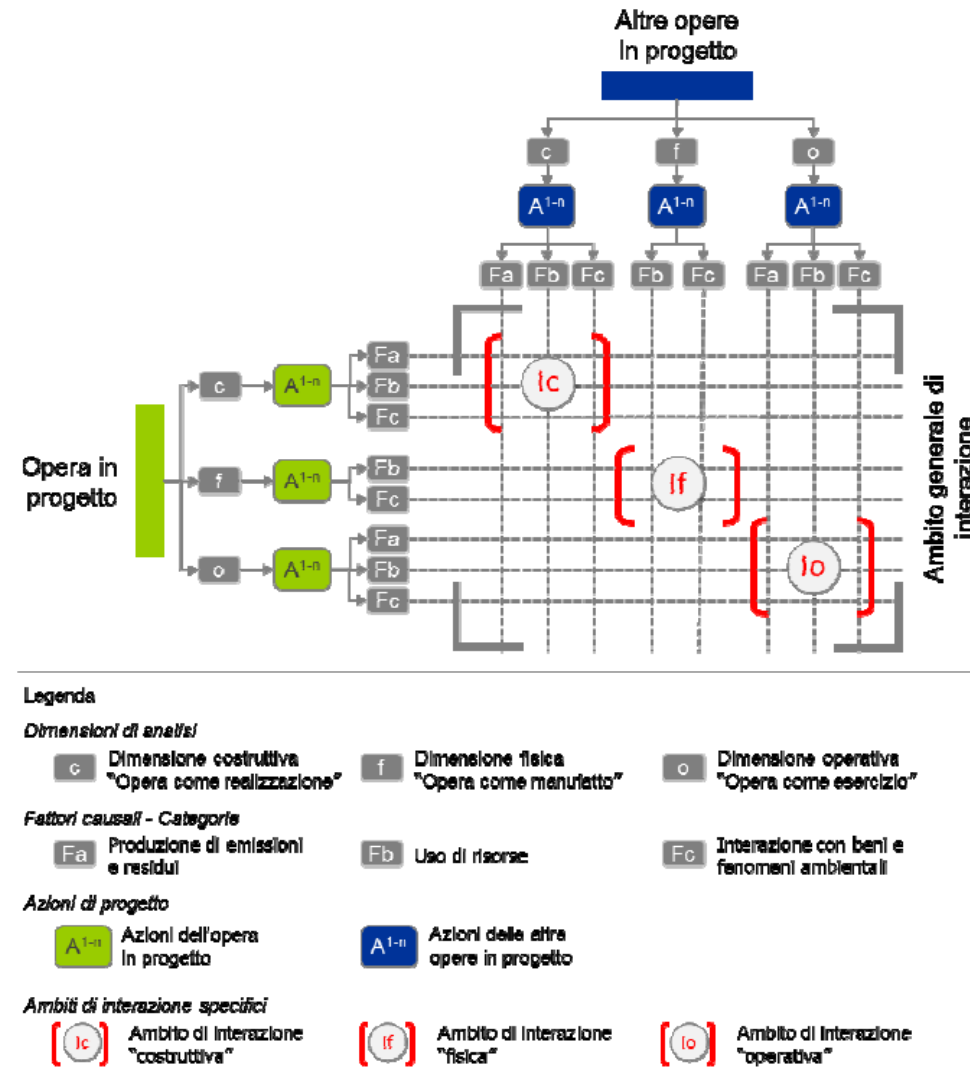 Altre opere
In progetto
c f o
A1-n A1-n A1-n
Fa Fb Fc Fb Fc Fa Fb Fc
Fa
c A1-n Fb Ic
Fc
Opera in
progetto
Fb
f A1-n If
Fc
Fa
o A1-n Fb Io
Fc
Ambito generale di
interazione
Legenda
Dimensioni di analisi
c Dimensione costruttiva
"Opera come realizzazione"
f Dimensione fisica
"Opera come manufatto"
o Dimensione operativa
"Opera come esercizio"
Fattori causali - Categorie
Fa Produzione di emissioni
e residui
Fb Uso di risorse
Fc Interazione con beni e
fenomeni ambientali
Azioni di progetto
A1-n Azioni dell'opera
in progetto
A1-n Azioni delle altre
opere in progetto
Ambiti di interazione specifici
Ic Ambito di interazione
"costruttiva"
If Ambito di interazione
"fisica"
Io Ambito di interazione
"operativa"